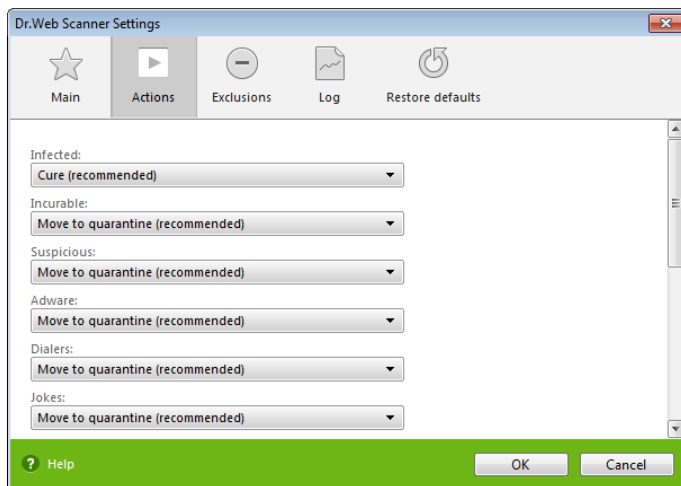 Dr.Web Scanner Settings
Main
Actions
Exclusions
Log
Restore defaults
Infected:
Cure (recommended)
Incurable:
Move to quarantine (recommended)
Suspicious:
Move to quarantine (recommended)
Adware:
Move to quarantine (recommended)
Dialers:
Move to quarantine (recommended)
Jokes:
Move to quarantine (recommended)
? Help
OK
Cancel